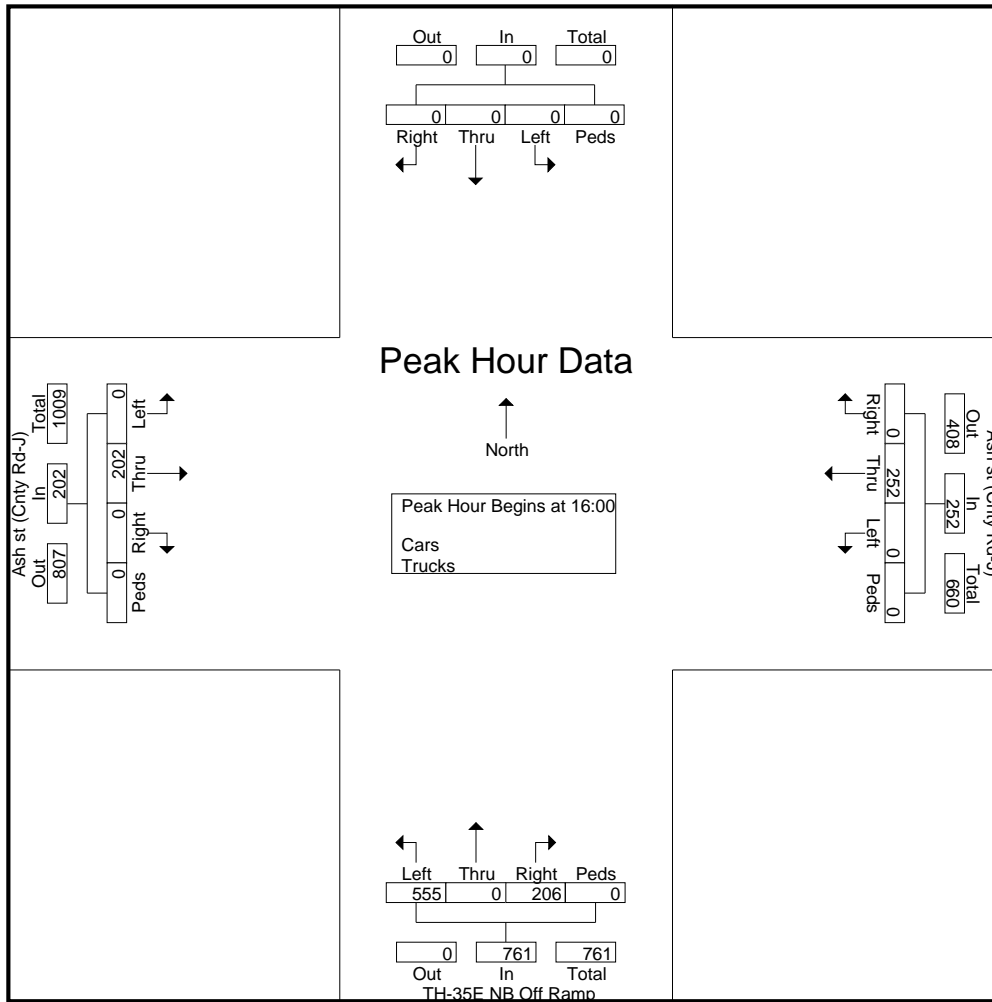 Out In Total
0 0 0
0 0 0 0
Right Thru Left Peds
Peak Hour Data
North
Peak Hour Begins at 16:00
Cars
Trucks
Ash st (Cnty Rd-J)
Total In Out
1009 202 807
0 202 0 0
Left Thru Right Peds
Right Thru Left Peds
0 252 0 0
408 252 660
Out In Total
Ash st (Cnty Rd-J)
Left Thru Right Peds
555 0 206 0
0 761 761
Out In Total
TH-35E NB Off Ramp